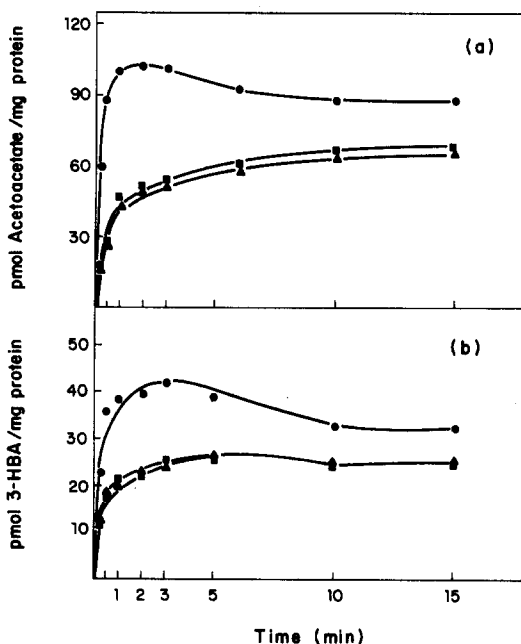 120
(a)
90
60
30
pmol Acetoacetate/mg protein
50
(b)
40
30
20
10
pmol 3-HBA/mg protein
1 2 3 5 10 15
Time (min)